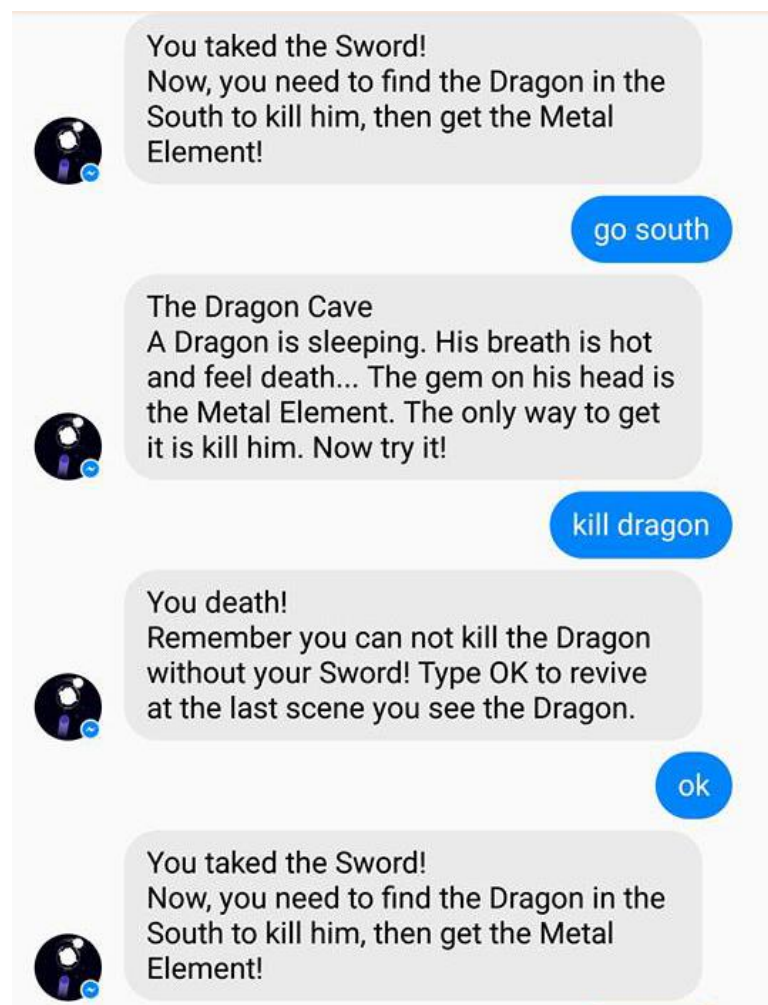 You taked the Sword!
Now, you need to find the Dragon in the
South to kill him, then get the Metal
Element!
go south
The Dragon Cave
A Dragon is sleeping. His breath is hot
and feel death... The gem on his head is
the Metal Element. The only way to get
it is kill him. Now try it!
kill dragon
You death!
Remember you can not kill the Dragon
without your Sword! Type OK to revive
at the last scene you see the Dragon.
ok
You taked the Sword!
Now, you need to find the Dragon in the
South to kill him, then get the Metal
Element!